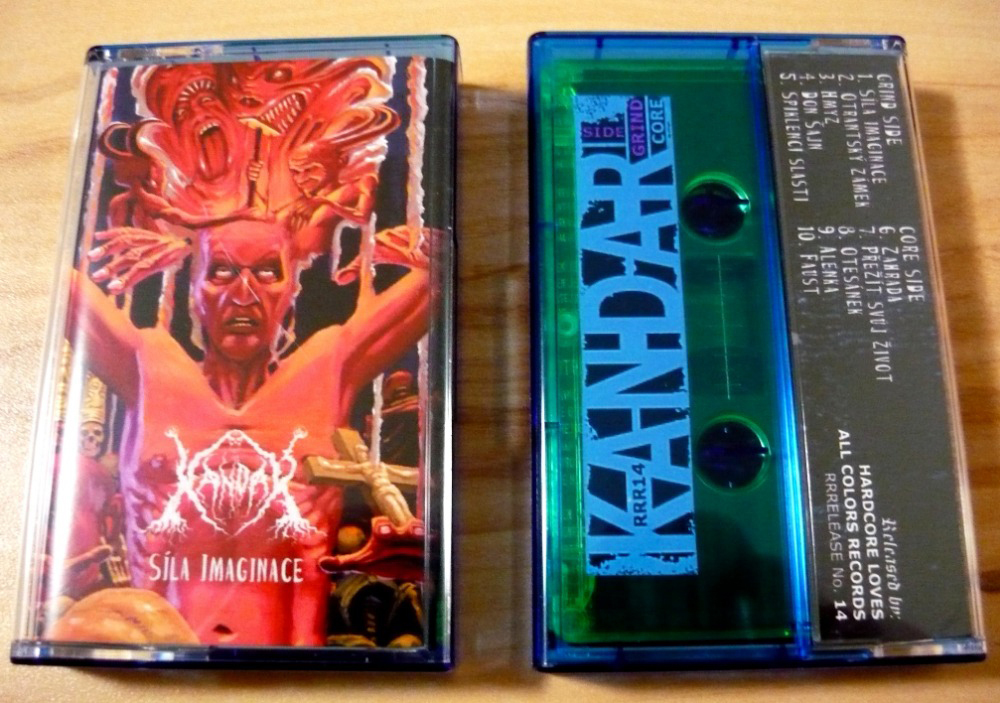 KANDAR
SÍLA IMAGINACE
KANDAR
SIDE
GRIND
CORE
RRR14
GRIND SIDE
1. SÍLA IMAGINACE
2. OTRANTSKÝ ZÁMEK
3. HMYZ
4. DON ŠAJN
5. SPIKLENCI SLASTI
CORE SIDE
6. ZAHRADA
7. PŘEŽÍT SVŮJ ŽIVOT
8. OTESÁNEK
9. ALENKA
10. FAUST
Released by:
HARDCORE LOVES
ALL COLORS RECORDS
RRRELEASE No. 14